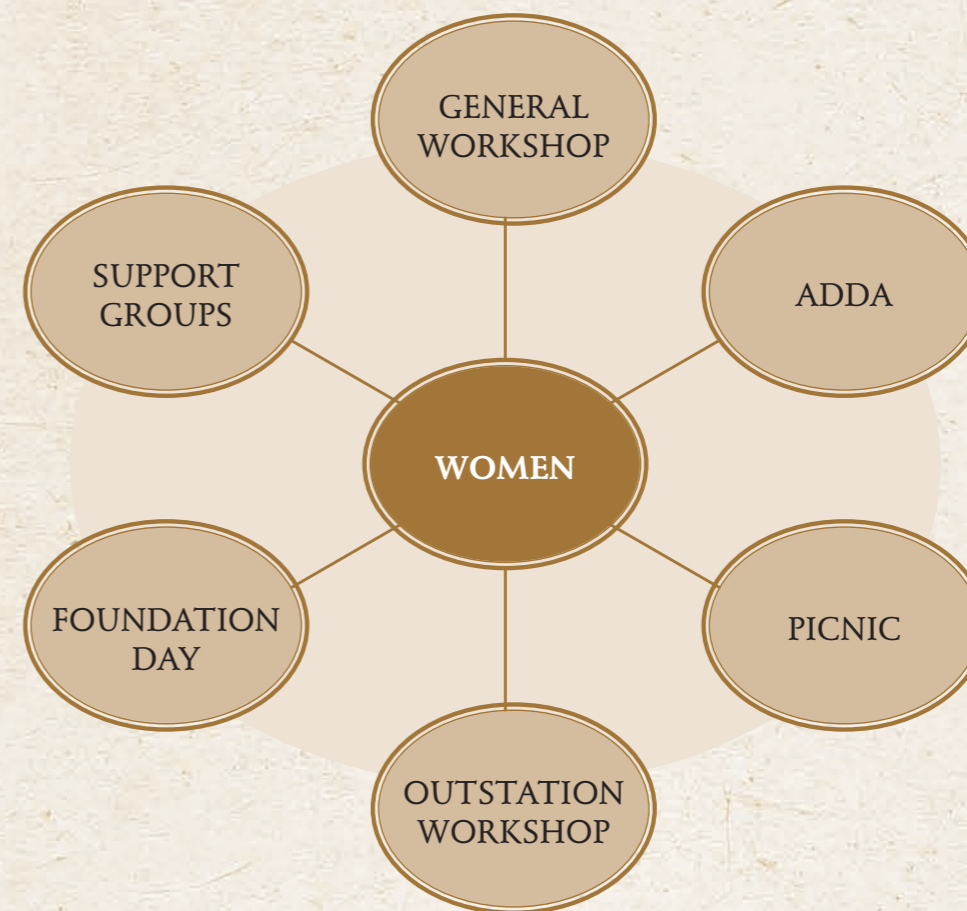 GENERAL
WORKSHOP
SUPPORT
GROUPS
ADDA
WOMEN
FOUNDATION
DAY
PICNIC
OUTSTATION
WORKSHOP